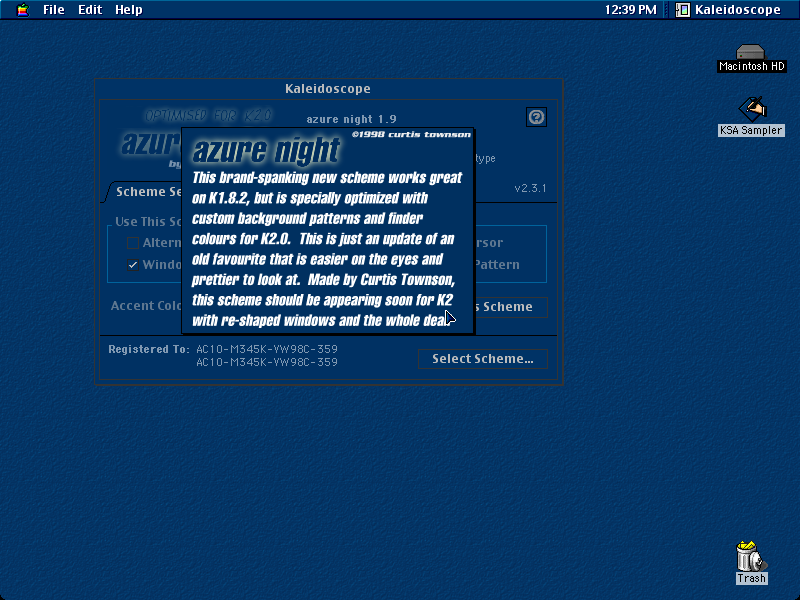 File Edit Help 12:39 PM Kaleidoscope
Macintosh HD
KSA Sampler
Kaleidoscope
OPTIMISED FOR K2.0
azure night 1.9
azur
by
type
v2.3.1
Scheme Se
Use This Sc
Altern
rsor
Windo
Pattern
Accent Colo
s Scheme
©1998 curtis townson
azure night
This brand-spanking new scheme works great
on K1.8.2, but is specially optimized with
custom background patterns and finder
colours for K2.0. This is just an update of an
old favourite that is easier on the eyes and
prettier to look at. Made by Curtis Townson,
this scheme should be appearing soon for K2
with re-shaped windows and the whole deal
Registered To: AC10-M345K-VW98C-359
AC10-M345K-VW98C-359
Select Scheme...
Trash